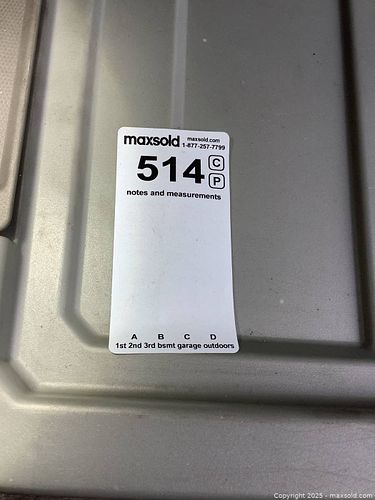 maxsold maxsold.com
1-877-257-7799
514 C
P
notes and measurements
A B C D
1st 2nd 3rd bsmt garage outdoors
Copyright 2025 - maxsold.com